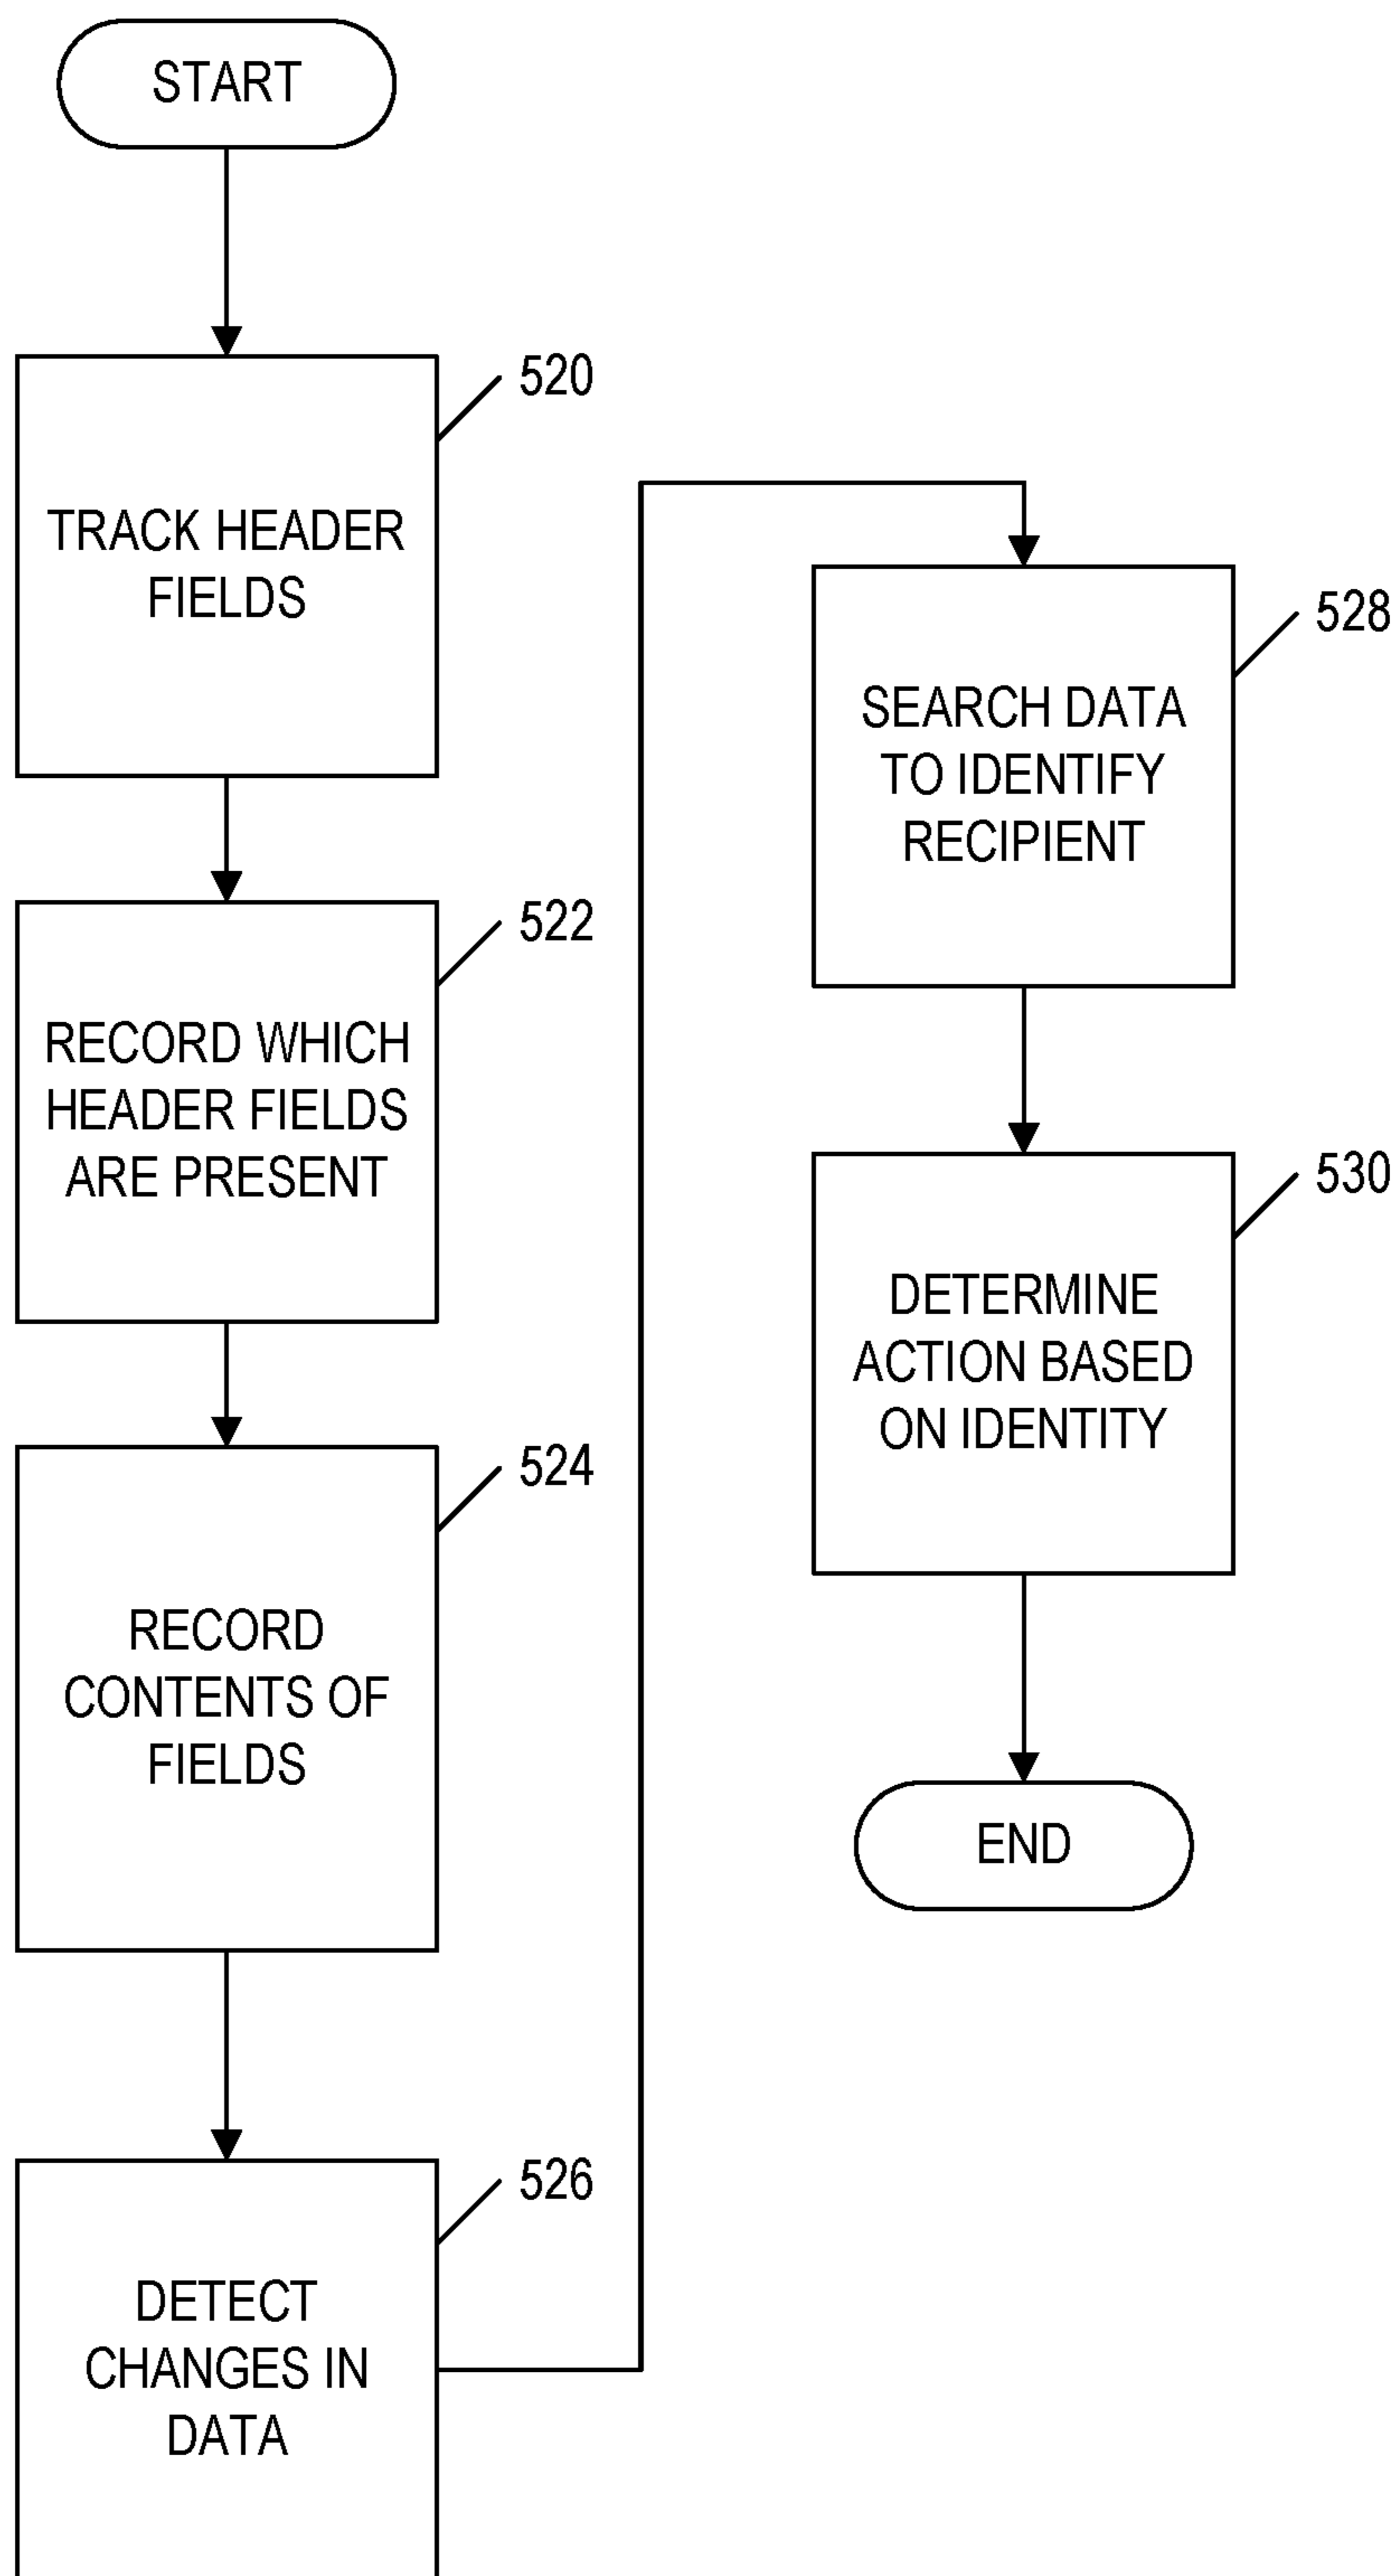 START
520
TRACK HEADER
FIELDS
522
RECORD WHICH
HEADER FIELDS
ARE PRESENT
524
RECORD
CONTENTS OF
FIELDS
526
DETECT
CHANGES IN
DATA
528
SEARCH DATA
TO IDENTIFY
RECIPIENT
530
DETERMINE
ACTION BASED
ON IDENTITY
END